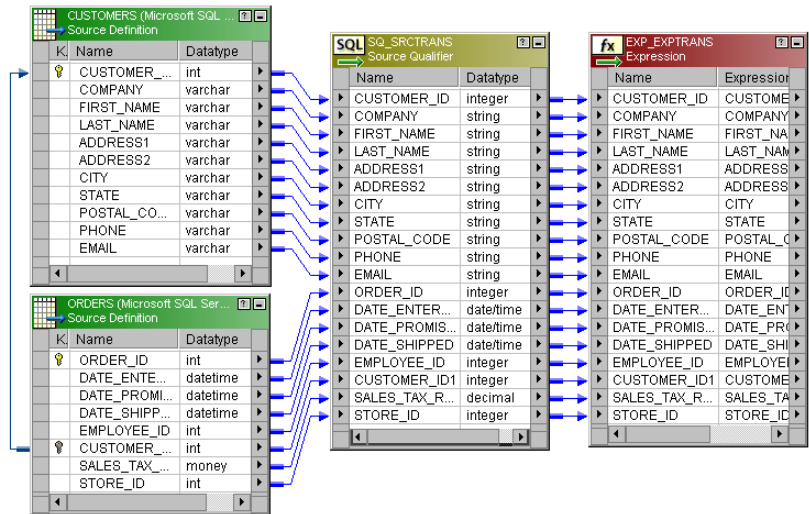 CUSTOMERS (Microsoft SQL ...
Source Definition
K. Name Datatype
CUSTOMER_... int
COMPANY varchar
FIRST_NAME varchar
LAST_NAME varchar
ADDRESS1 varchar
ADDRESS2 varchar
CITY varchar
STATE varchar
POSTAL_CO... varchar
PHONE varchar
EMAIL varchar
ORDERS (Microsoft SQL Ser...
Source Definition
K. Name Datatype
ORDER_ID int
DATE_ENTE... datetime
DATE_PROMI... datetime
DATE_SHIPP... datetime
EMPLOYEE_ID int
CUSTOMER_... int
SALES_TAX_... money
STORE_ID int
SQL SQ_SRCTRANS
Source Qualifier
Name Datatype
CUSTOMER_ID integer
COMPANY string
FIRST_NAME string
LAST_NAME string
ADDRESS1 string
ADDRESS2 string
CITY string
STATE string
POSTAL_CODE string
PHONE string
EMAIL string
ORDER_ID integer
DATE_ENTER... date/time
DATE_PROMIS... date/time
DATE_SHIPPED date/time
EMPLOYEE_ID integer
CUSTOMER_ID1 integer
SALES_TAX_R... decimal
STORE_ID integer
fx EXP_EXPTRANS
Expression
Name Expression
CUSTOMER_ID CUSTOME
COMPANY COMPANY
FIRST_NAME FIRST_NA
LAST_NAME LAST_NAM
ADDRESS1 ADDRESS
ADDRESS2 ADDRESS
CITY CITY
STATE STATE
POSTAL_CODE POSTAL_C
PHONE PHONE
EMAIL EMAIL
ORDER_ID ORDER_ID
DATE_ENTER... DATE_ENT
DATE_PROMIS... DATE_PRO
DATE_SHIPPED DATE_SHI
EMPLOYEE_ID EMPLOYEI
CUSTOMER_ID1 CUSTOME
SALES_TAX_R... SALES_TA
STORE_ID STORE_ID